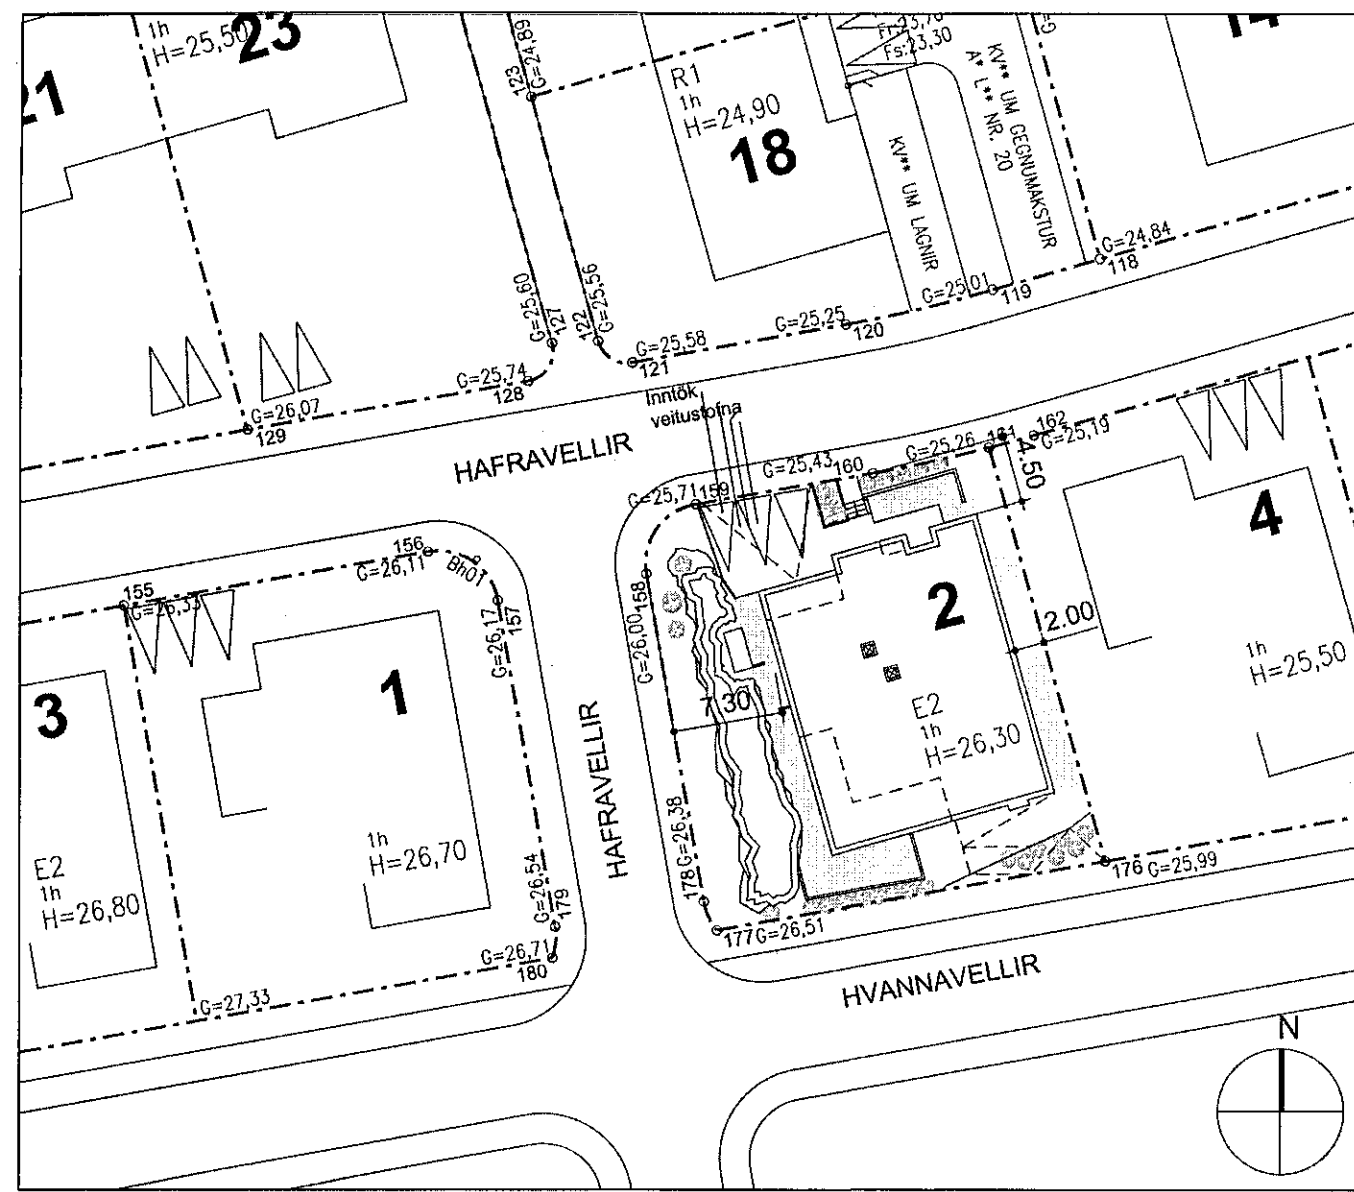 1h
H=25,50
23
21
123
G=24,89
R1
1h
H=24,90
18
Fs:23,30
KV** UM LAGNIR
KV** UM GEGNUMAKSTUR
A* L** NR. 20
14
G=24,84
118
G=25,01
119
G=25,25
120
G=25,58
121
G=25,56
122
G=25,60
127
G=25,74
128
G=26,07
129
Inntök
veitustofna
HAFRAVELLIR
G=25,71
159
G=25,43
160
G=25,26
161
162
G=25,19
4.50
4
1h
H=25,50
155
G=26,33
156
G=26,11
Bh01
G=26,17
157
158
G=26,00
2
2.00
7.30
E2
1h
H=26,30
1
3
1h
H=26,70
E2
1h
H=26,80
HAFRAVELLIR
178
G=26,38
G=26,54
179
G=26,71
180
G=27,33
177
G=26,51
176
G=25,99
HVANNAVELLIR
N